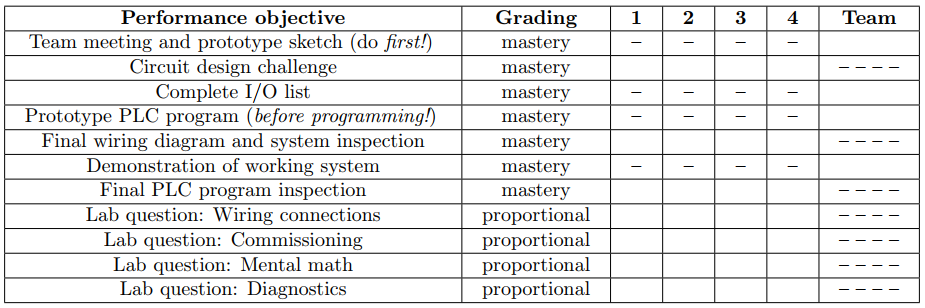 Performance objective Grading 1 2 3 4 Team
Team meeting and prototype sketch (do first!) mastery – – – –
Circuit design challenge mastery – – – –
Complete I/O list mastery – – – –
Prototype PLC program (before programming!) mastery – – – –
Final wiring diagram and system inspection mastery – – – –
Demonstration of working system mastery – – – –
Final PLC program inspection mastery – – – –
Lab question: Wiring connections proportional – – – –
Lab question: Commissioning proportional – – – –
Lab question: Mental math proportional – – – –
Lab question: Diagnostics proportional – – – –